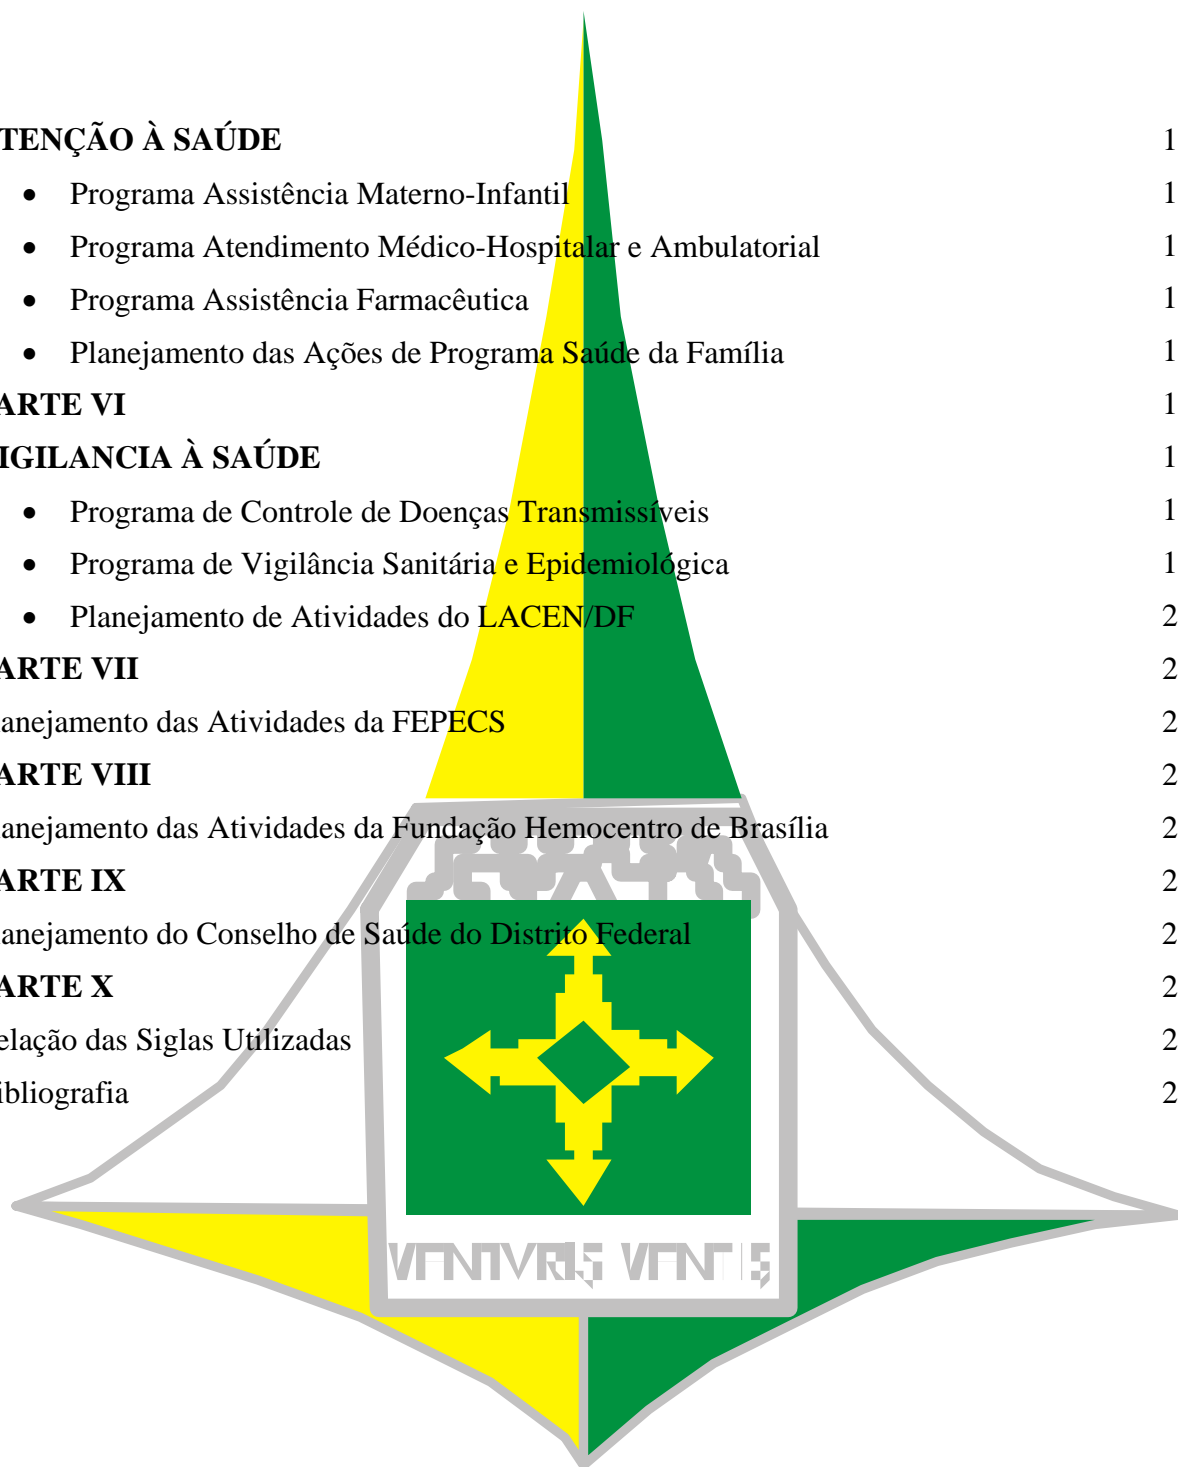 TENÇÃO À SAÚDE 1
• Programa Assistência Materno-Infantil 1
• Programa Atendimento Médico-Hospitalar e Ambulatorial 1
• Programa Assistência Farmacêutica 1
• Planejamento das Ações de Programa Saúde da Família 1
ARTE VI 1
IGILANCIA À SAÚDE 1
• Programa de Controle de Doenças Transmissíveis 1
• Programa de Vigilância Sanitária e Epidemiológica 1
• Planejamento de Atividades do LACEN/DF 2
ARTE VII 2
anejamento das Atividades da FEPECS 2
ARTE VIII 2
anejamento das Atividades da Fundação Hemocentro de Brasília 2
ARTE IX 2
anejamento do Conselho de Saúde do Distrito Federal 2
ARTE X 2
elação das Siglas Utilizadas 2
ibliografia 2
VENTVRIS VENTIS